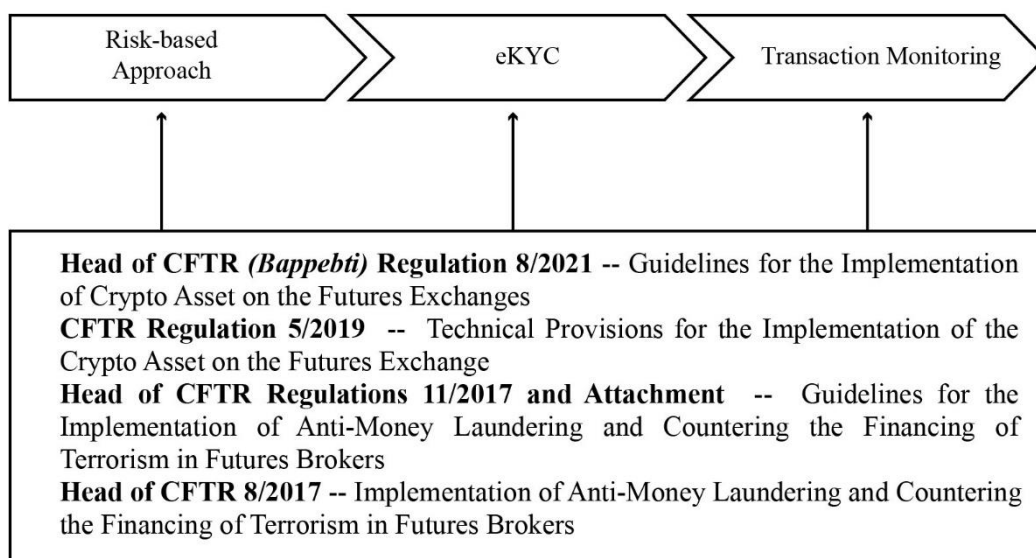 Risk-based
Approach
eKYC
Transaction Monitoring
Head of CFTR (Bappebti) Regulation 8/2021 -- Guidelines for the Implementation
of Crypto Asset on the Futures Exchanges
CFTR Regulation 5/2019 -- Technical Provisions for the Implementation of the
Crypto Asset on the Futures Exchange
Head of CFTR Regulations 11/2017 and Attachment -- Guidelines for the
Implementation of Anti-Money Laundering and Countering the Financing of
Terrorism in Futures Brokers
Head of CFTR 8/2017 -- Implementation of Anti-Money Laundering and Countering
the Financing of Terrorism in Futures Brokers